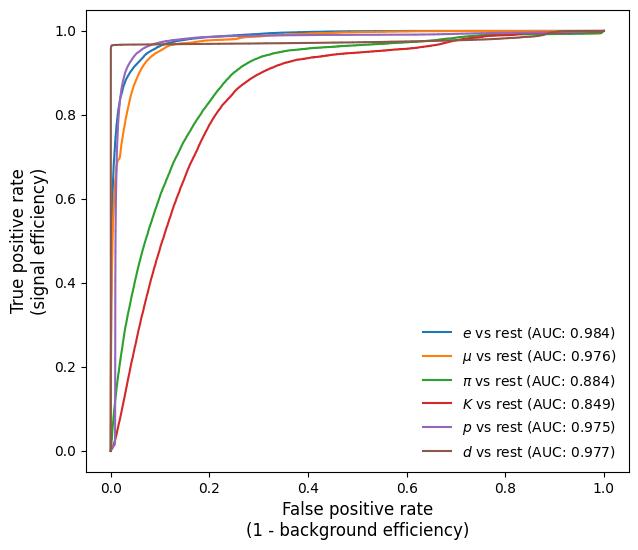 True positive rate
(signal efficiency)
1.0
0.8
0.6
0.4
0.2
0.0
e vs rest (AUC: 0.984)
μ vs rest (AUC: 0.976)
π vs rest (AUC: 0.884)
K vs rest (AUC: 0.849)
p vs rest (AUC: 0.975)
d vs rest (AUC: 0.977)
0.0 0.2 0.4 0.6 0.8 1.0
False positive rate
(1 - background efficiency)